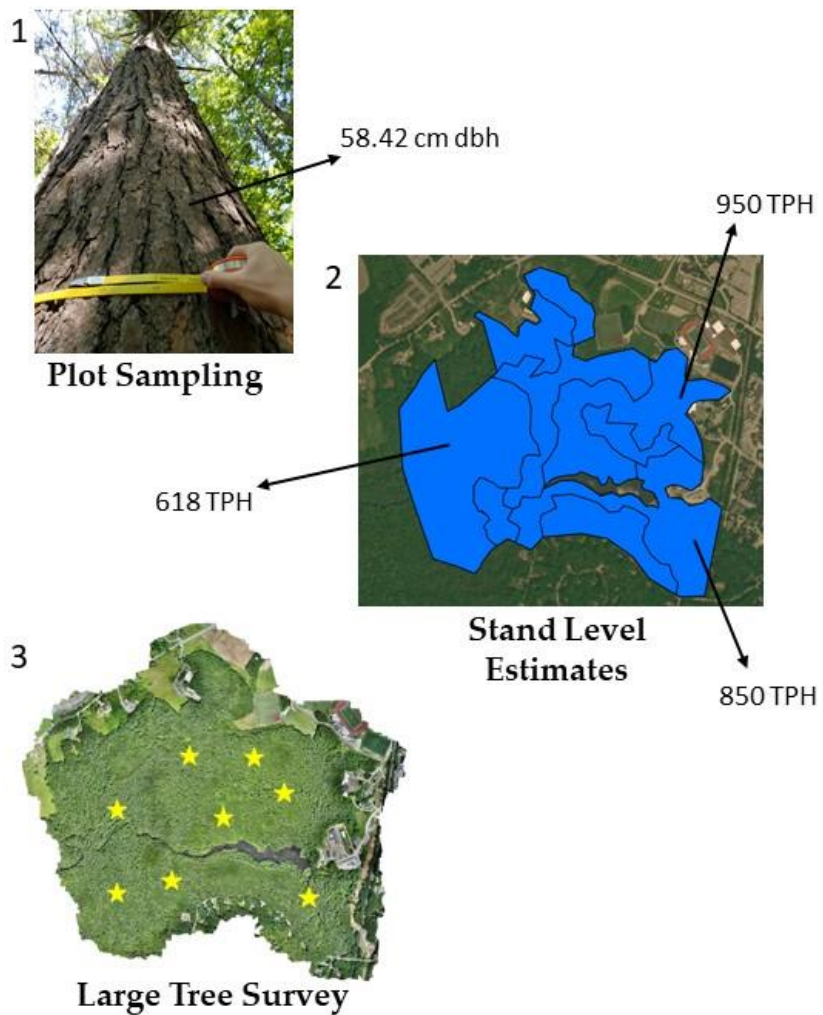 1
58.42 cm dbh
Plot Sampling
950 TPH
2
618 TPH
Stand Level
Estimates
850 TPH
3
Large Tree Survey